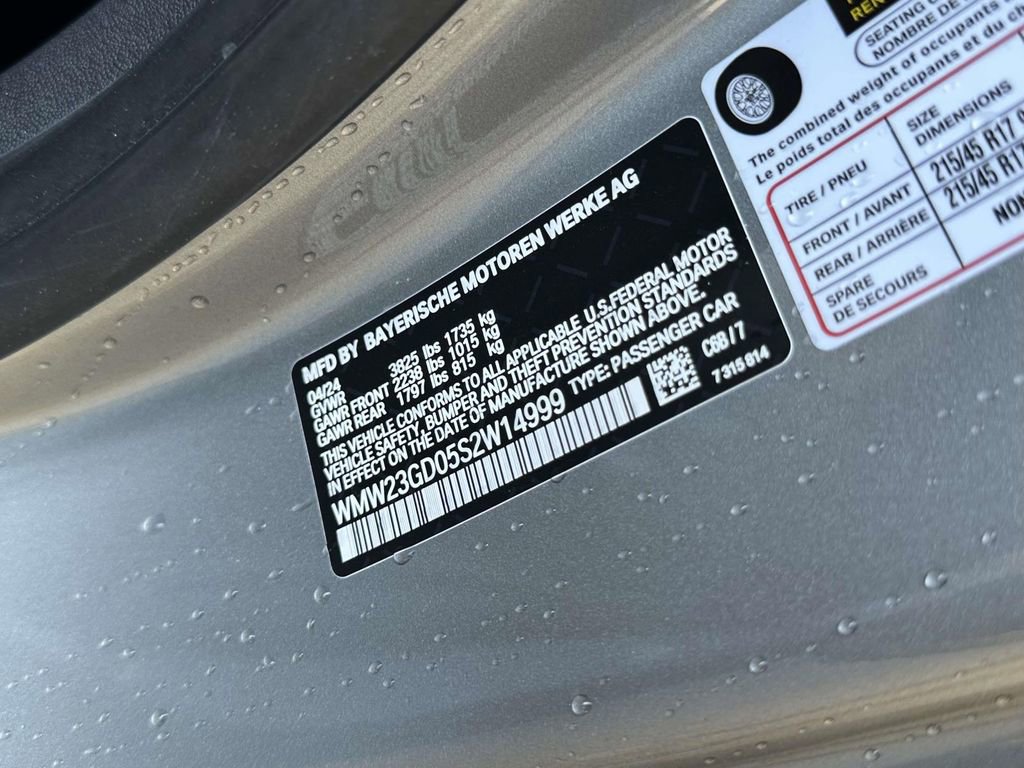 MFD BY BAYERISCHE MOTOREN WERKE AG
04/24
GVWR 3825 lbs 1735 kg
GAWR FRONT 2238 lbs 1015 kg
GAWR REAR 1797 lbs 815 kg
THIS VEHICLE CONFORMS TO ALL APPLICABLE U.S.FEDERAL MOTOR
VEHICLE SAFETY, BUMPER AND THEFT PREVENTION STANDARDS
IN EFFECT ON THE DATE OF MANUFACTURE SHOWN ABOVE.
WMW23GD05S2W14999 TYPE: PASSENGER CAR
C68/7
7315814
SEATING
NOMBRE DE
The combined weight of occupants
Le poids total des occupants et du
TIRE / PNEU
SIZE
DIMENSIONS
FRONT / AVANT
215/45 R17
REAR / ARRIÈRE
215/45
SPARE
DE SECOURS